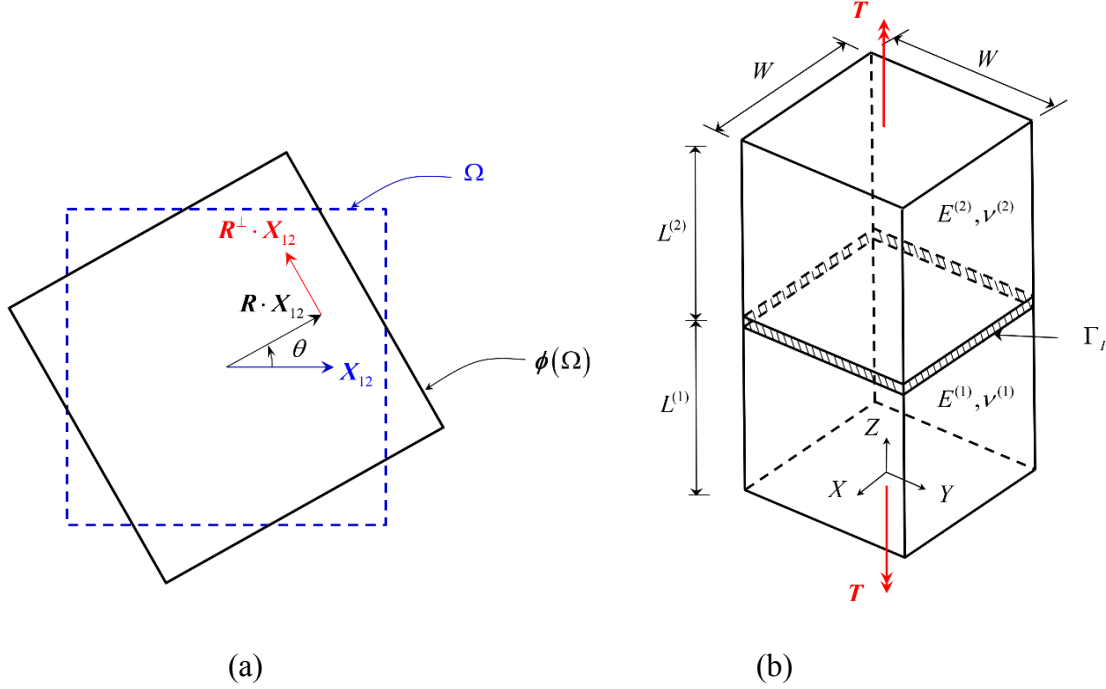 Ω
R⊥ · X12
R · X12
θ
X12
ϕ(Ω)
(a)
T
W
W
L(2)
E(2), ν(2)
ΓI
L(1)
E(1), ν(1)
Z
X
Y
T
(b)